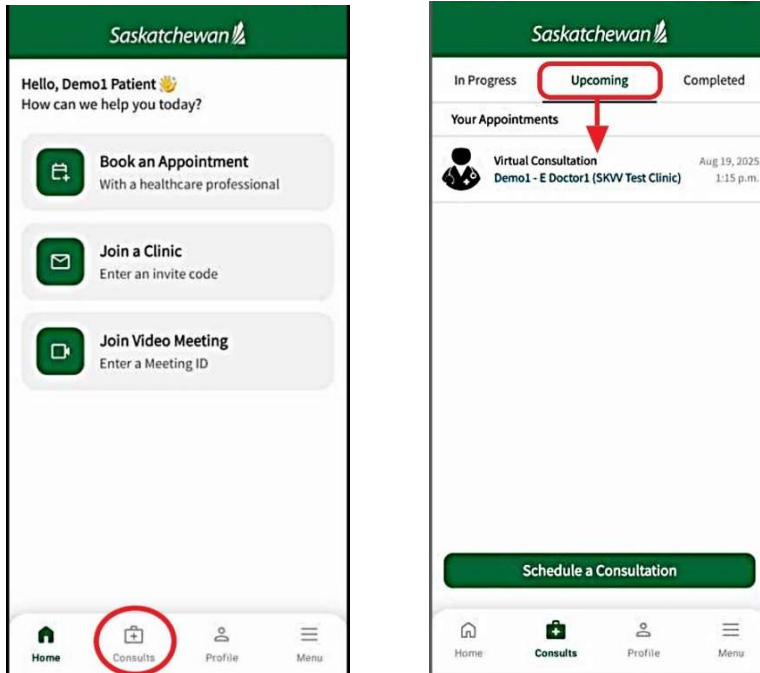 Saskatchewan
Hello, Demo1 Patient 👋
How can we help you today?
Book an Appointment
With a healthcare professional
Join a Clinic
Enter an invite code
Join Video Meeting
Enter a Meeting ID
Home Consults Profile Menu
Saskatchewan
In Progress Upcoming Completed
Your Appointments
Virtual Consultation Aug 19, 2025
Demo1 - E Doctor1 (SKVV Test Clinic) 1:15 p.m.
Schedule a Consultation
Home Consults Profile Menu